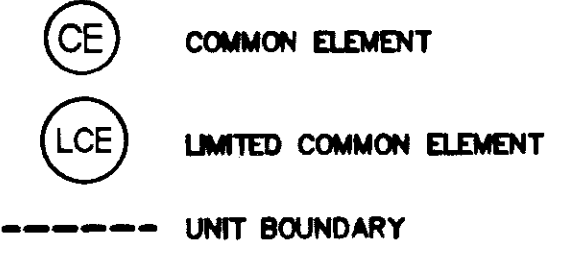 CE COMMON ELEMENT
LCE LIMITED COMMON ELEMENT
UNIT BOUNDARY